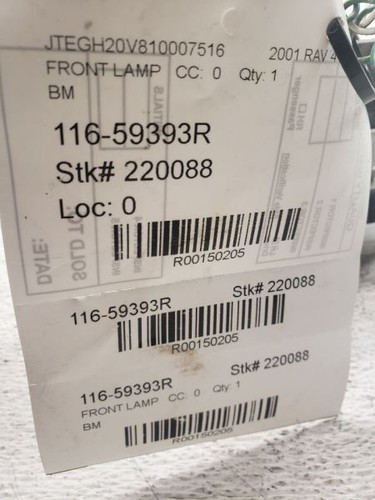 JTEGH20V810007516 2001 RAV 4
FRONT LAMP CC: 0 Qty: 1
BM
116-59393R
Stk# 220088
Loc: 0
R00150205
DATE:
SOLD TO
Passenger
RH
116-59393R Stk# 220088
R00150205
116-59393R Stk# 220088
FRONT LAMP CC: 0 Qty: 1
BM
R00150205